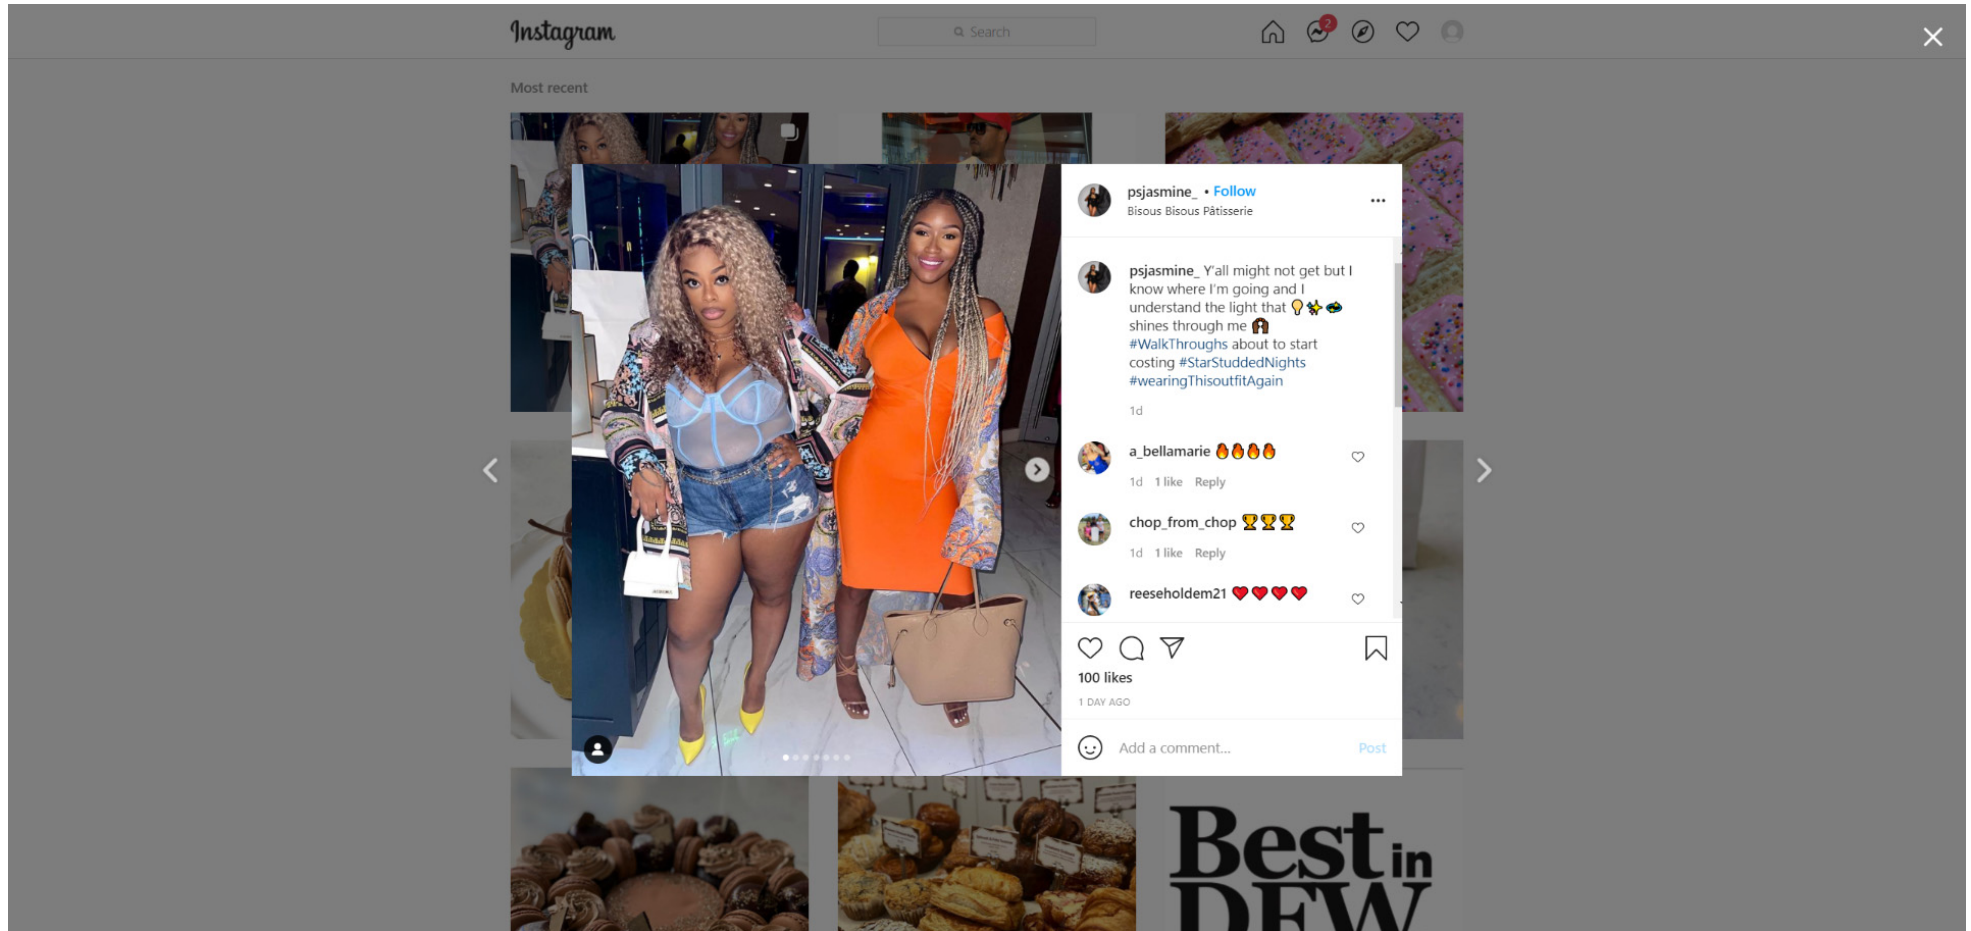 Instagram
Search
2
Most recent
psjasmine_ • Follow
Bisous Bisous Pâtisserie
psjasmine_ Y'all might not get but I
know where I'm going and I
understand the light that 💡✨💫
shines through me 👸🏾
#WalkThroughs about to start
costing #StarStuddedNights
#wearingThisoutfitAgain
1d
a_bellamarie 🔥🔥🔥🔥
1d 1 like Reply
chop_from_chop 🏆🏆🏆
1d 1 like Reply
reeseholdem21 ❤️❤️❤️❤️
100 likes
1 DAY AGO
Add a comment...
Post
Best in
DFW